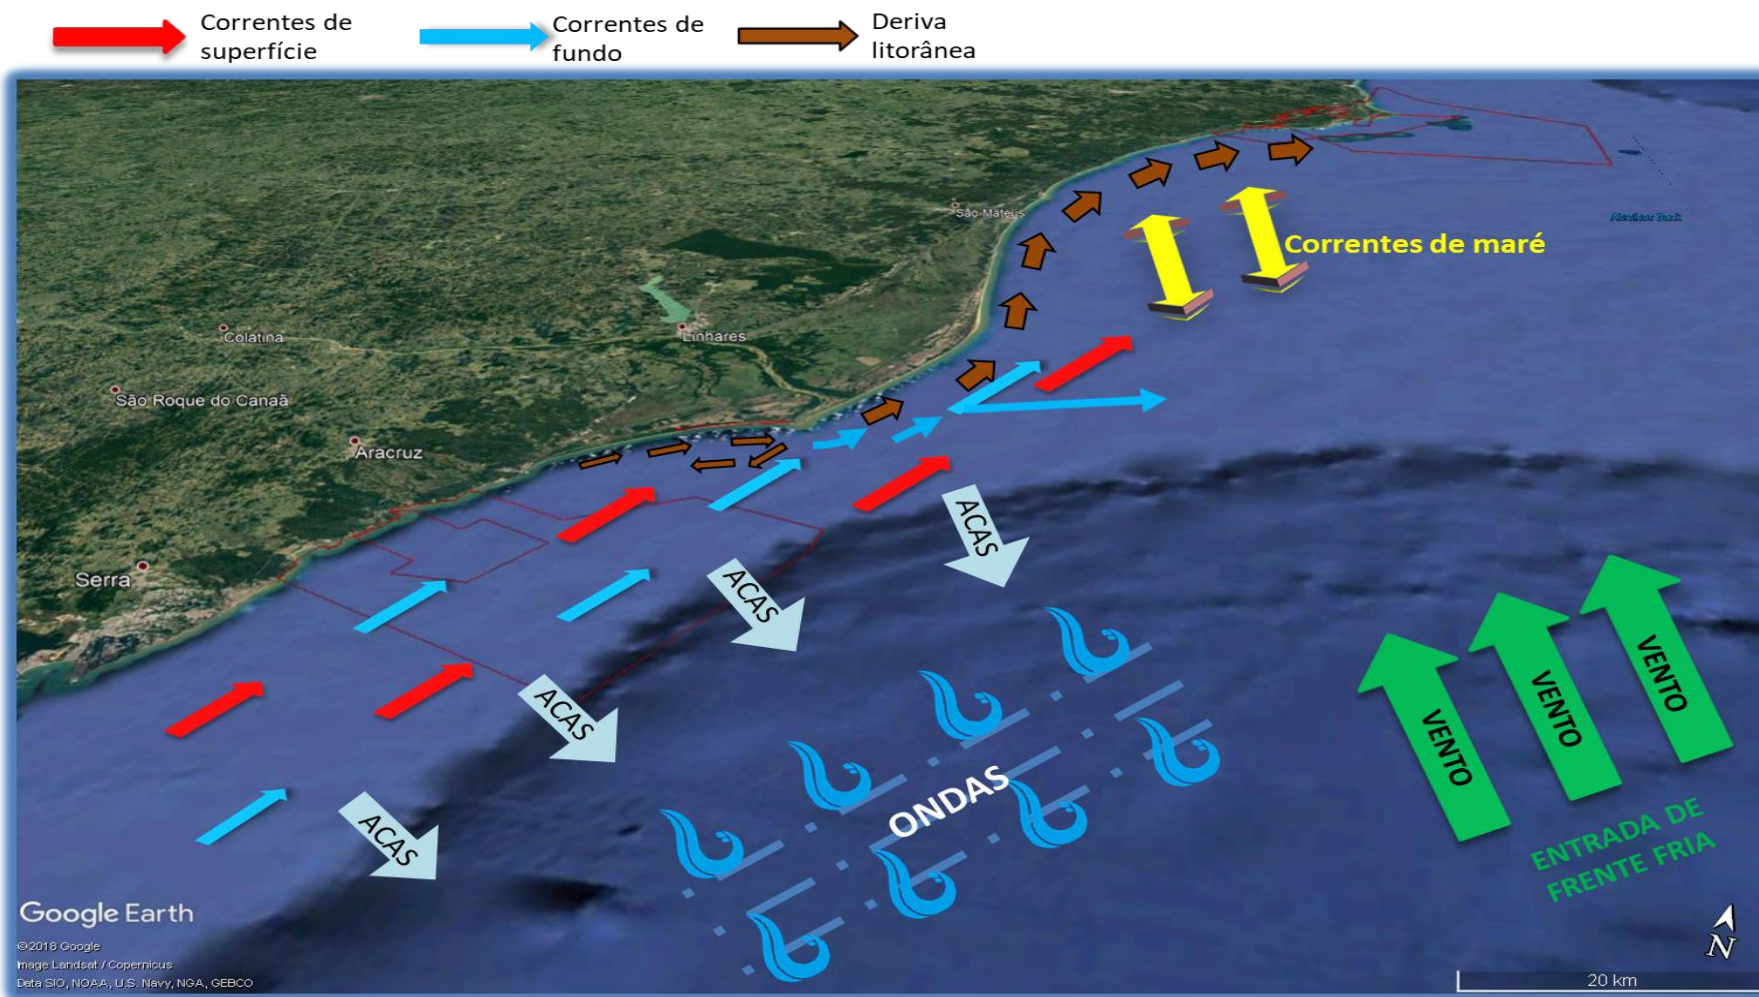 Correntes de
superfície
Correntes de
fundo
Deriva
litorânea
São Mateus
Correntes de maré
Colatina
Linhares
São Roque do Canaã
Aracruz
Serra
ACAS
ACAS
ACAS
ACAS
ONDAS
VENTO
VENTO
VENTO
ENTRADA DE
FRENTE FRIA
Google Earth
©2018 Google
Image Landsat / Copernicus
Data SIO, NOAA, U.S. Navy, NGA, GEBCO
N
20 km